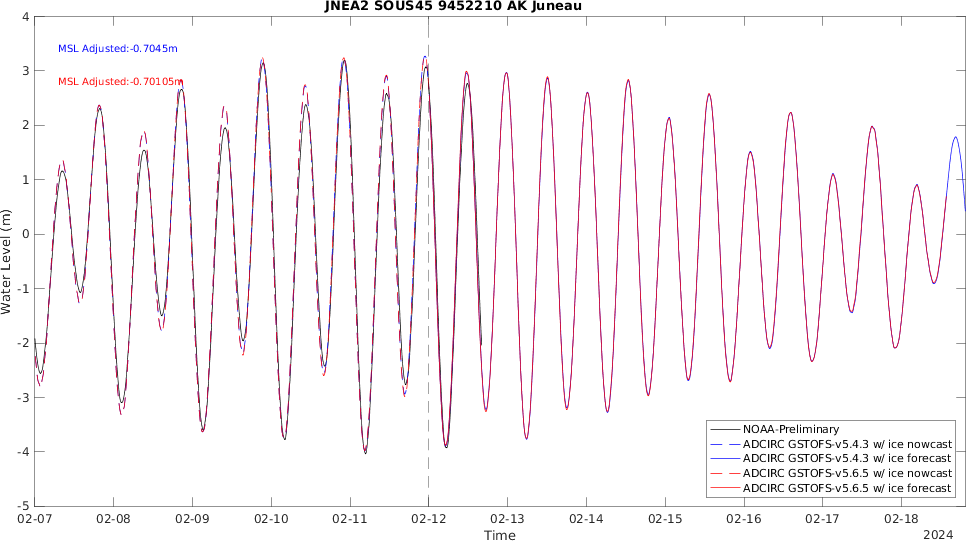 JNEA2 SOUS45 9452210 AK Juneau
MSL Adjusted:-0.7045m
MSL Adjusted:-0.70105m
4
3
2
1
0
-1
-2
-3
-4
-5
Water Level (m)
NOAA-Preliminary
ADCIRC GSTOFS-v5.4.3 w/ ice nowcast
ADCIRC GSTOFS-v5.4.3 w/ ice forecast
ADCIRC GSTOFS-v5.6.5 w/ ice nowcast
ADCIRC GSTOFS-v5.6.5 w/ ice forecast
02-07 02-08 02-09 02-10 02-11 02-12 02-13 02-14 02-15 02-16 02-17 02-18
Time
2024